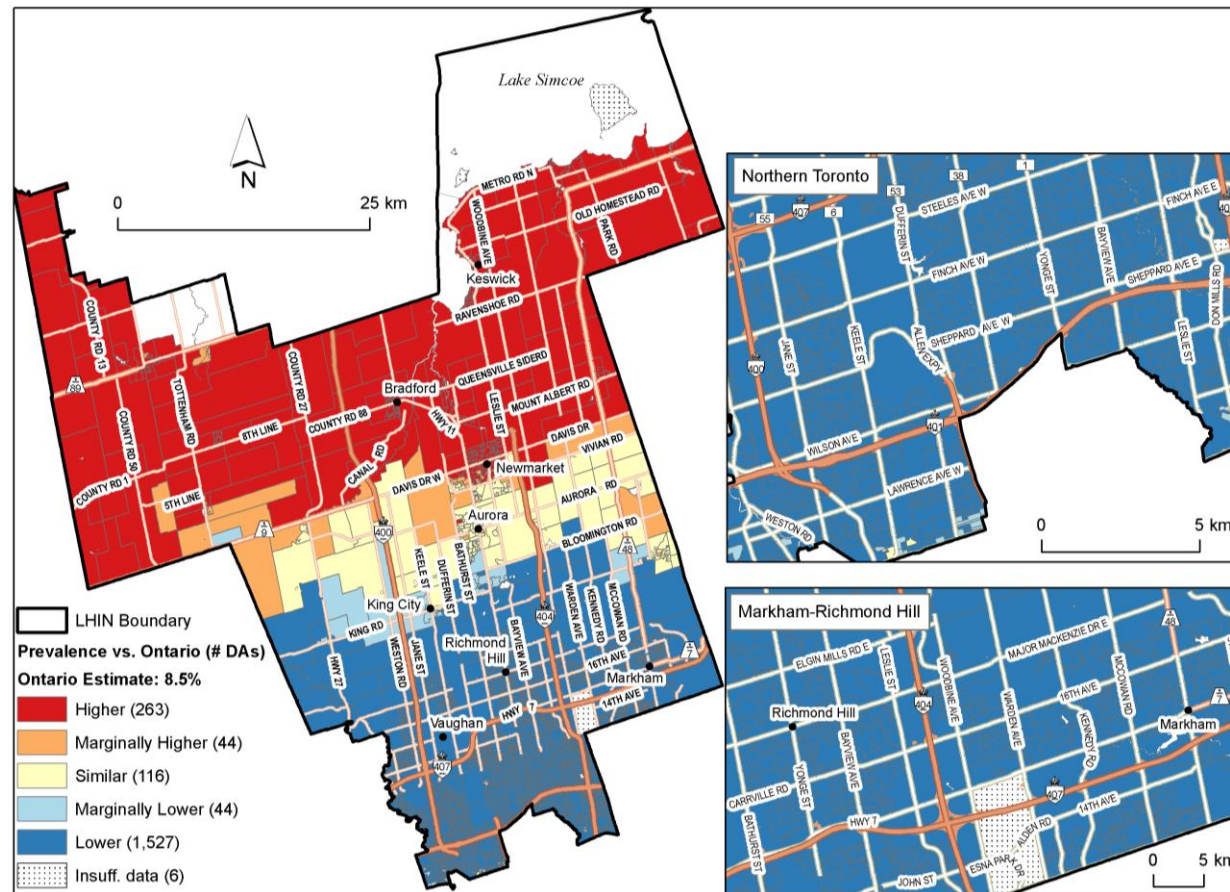 Lake Simcoe
N
0
25 km
METRO RD N
WOODBINE AVE
OLD HOMESTEAD RD
PARK RD
Keswick
RAVENSHOE RD
COUNTY RD 13
TOTTENHAM RD
COUNTY RD 27
QUEENSVILLE SIDERD
89
Bradford
LESLIE ST
MOUNT ALBERT RD
COUNTY RD 50
8TH LINE
COUNTY RD 88
HWY 11
DAVIS DR
VIVIAN RD
COUNTY RD 1
5TH LINE
CANAL RD
Newmarket
DAVIS DR W
AURORA RD
9
400
Aurora
BLOOMINGTON RD
48
KEELE ST
DUFFERIN ST
BATHURST ST
King City
KING RD
404
WARDEN AVE
KENNEDY RD
MCCOWAN RD
HWY 27
WESTON RD
JANE ST
Richmond
Hill
BAYVIEW AVE
16TH AVE
7
Markham
14TH AVE
HWY 7
Vaughan
407
LHIN Boundary
Prevalence vs. Ontario (# DAs)
Ontario Estimate: 8.5%
Higher (263)
Marginally Higher (44)
Similar (116)
Marginally Lower (44)
Lower (1,527)
Insuff. data (6)
Northern Toronto
1
38
53
407
6
55
STEELES AVE W
FINCH AVE E
DUFFERIN ST
FINCH AVE W
YONGE ST
BAYVIEW AVE
SHEPPARD AVE E
DON MILLS RD
JANE ST
KEELE ST
ALLEN EXPY
SHEPPARD AVE W
LESLIE ST
400
401
WILSON AVE
LAWRENCE AVE W
WESTON RD
0
5 km
Markham-Richmond Hill
48
ELGIN MILLS RD E
LESLIE ST
MAJOR MACKENZIE DR E
WOODBINE AVE
404
16TH AVE
MCCOWAN RD
Richmond Hill
WARDEN AVE
7
Markham
YONGE ST
BAYVIEW AVE
KENNEDY RD
CARRVILLE RD
407
HWY 7
14TH AVE
ALDEN RD
BATHURST ST
ESNA PARK DR
JOHN ST
0
5 km